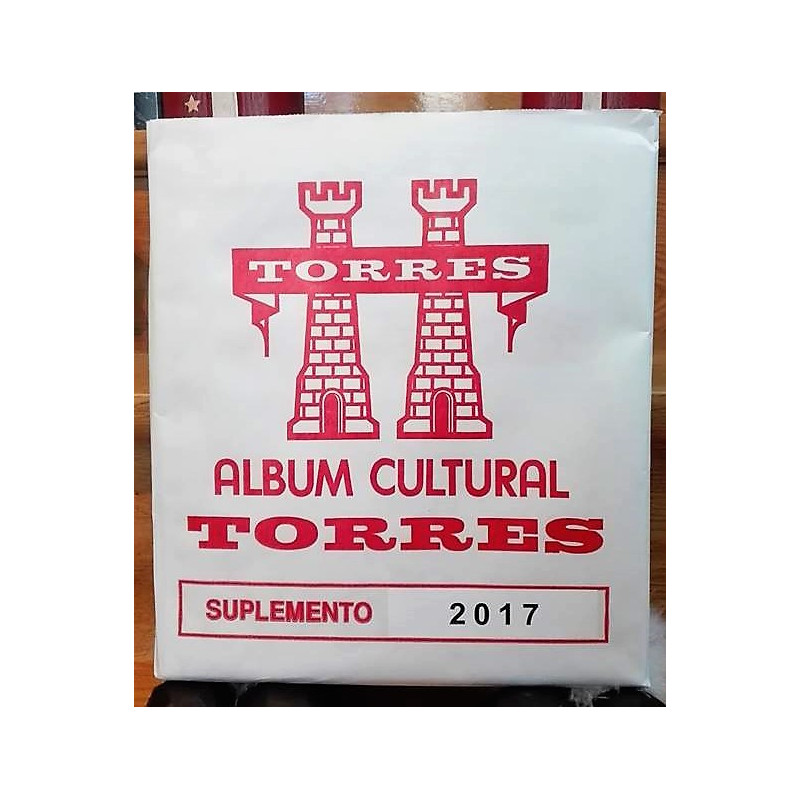 TORRES
ALBUM CULTURAL
TORRES
SUPLEMENTO 2017